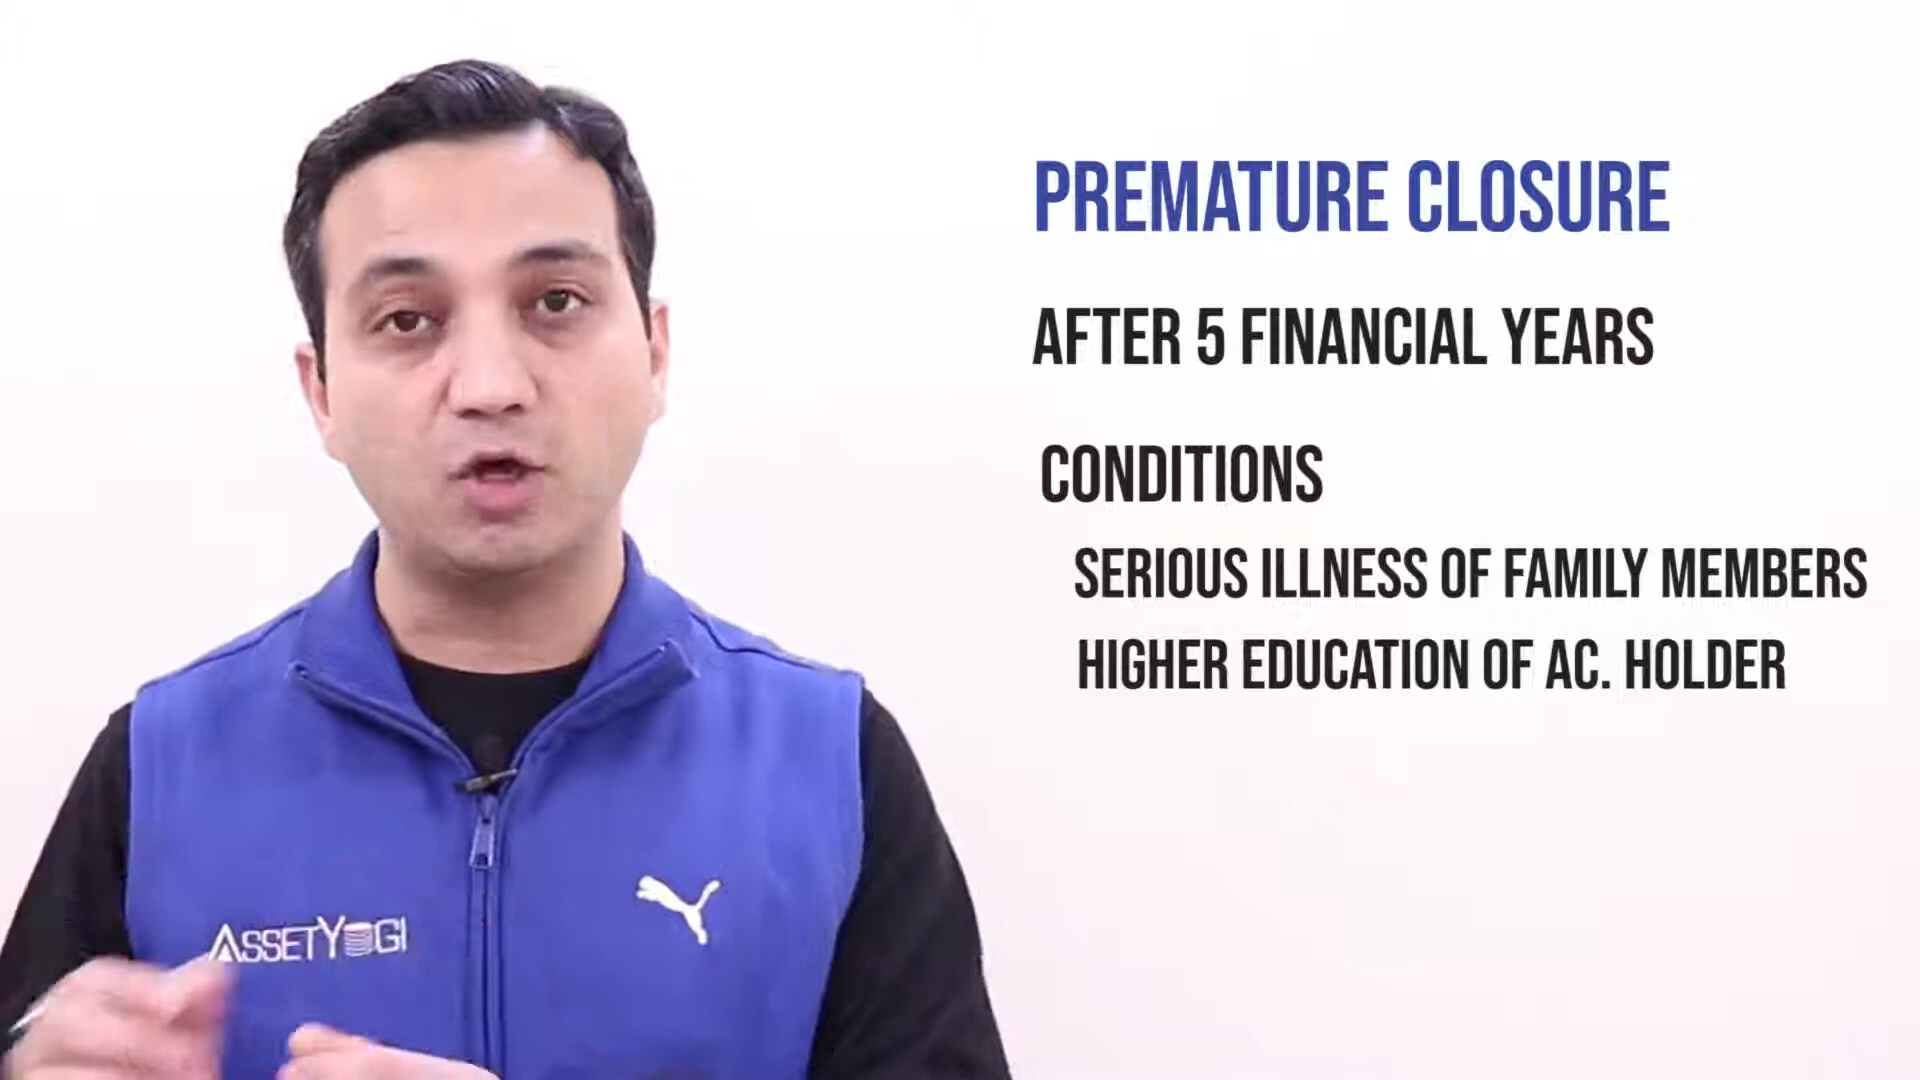 PREMATURE CLOSURE
AFTER 5 FINANCIAL YEARS
CONDITIONS
SERIOUS ILLNESS OF FAMILY MEMBERS
HIGHER EDUCATION OF AC. HOLDER
ASSETYOGI